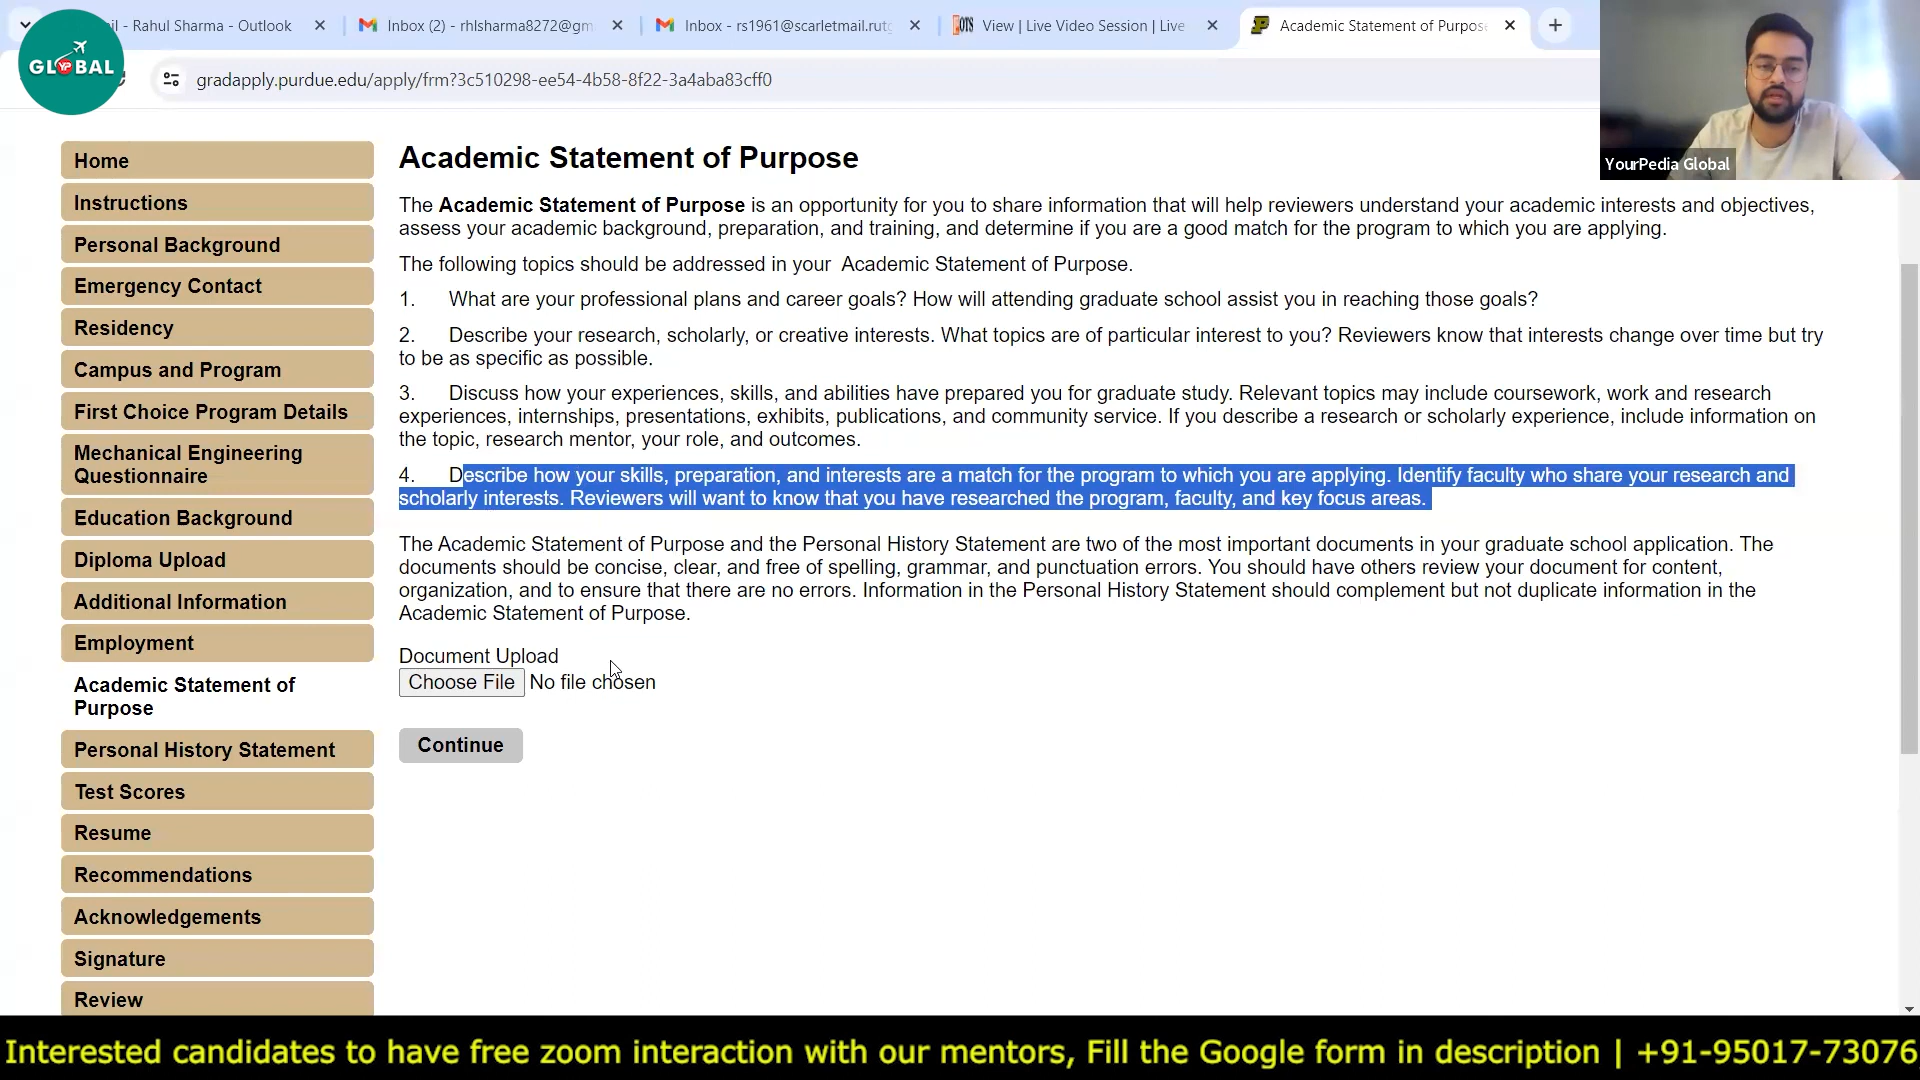 il - Rahul Sharma - Outlook
Inbox (2) - rhlsharma8272@gm
Inbox - rs1961@scarletmail.rutg
View | Live Video Session | Live
Academic Statement of Purpose
GLOBAL
YP
gradapply.purdue.edu/apply/frm?3c510298-ee54-4b58-8f22-3a4aba83cff0
YourPedia Global
Home
Instructions
Personal Background
Emergency Contact
Residency
Campus and Program
First Choice Program Details
Mechanical Engineering
Questionnaire
Education Background
Diploma Upload
Additional Information
Employment
Academic Statement of
Purpose
Personal History Statement
Test Scores
Resume
Recommendations
Acknowledgements
Signature
Review
Academic Statement of Purpose
The Academic Statement of Purpose is an opportunity for you to share information that will help reviewers understand your academic interests and objectives,
assess your academic background, preparation, and training, and determine if you are a good match for the program to which you are applying.
The following topics should be addressed in your Academic Statement of Purpose.
1. What are your professional plans and career goals? How will attending graduate school assist you in reaching those goals?
2. Describe your research, scholarly, or creative interests. What topics are of particular interest to you? Reviewers know that interests change over time but try
to be as specific as possible.
3. Discuss how your experiences, skills, and abilities have prepared you for graduate study. Relevant topics may include coursework, work and research
experiences, internships, presentations, exhibits, publications, and community service. If you describe a research or scholarly experience, include information on
the topic, research mentor, your role, and outcomes.
4. Describe how your skills, preparation, and interests are a match for the program to which you are applying. Identify faculty who share your research and
scholarly interests. Reviewers will want to know that you have researched the program, faculty, and key focus areas.
The Academic Statement of Purpose and the Personal History Statement are two of the most important documents in your graduate school application. The
documents should be concise, clear, and free of spelling, grammar, and punctuation errors. You should have others review your document for content,
organization, and to ensure that there are no errors. Information in the Personal History Statement should complement but not duplicate information in the
Academic Statement of Purpose.
Document Upload
Choose File No file chosen
Continue
Interested candidates to have free zoom interaction with our mentors, Fill the Google form in description | +91-95017-73076